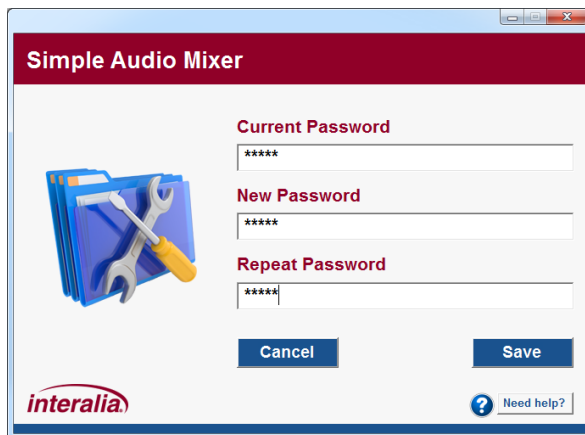 Simple Audio Mixer
Current Password
*****
New Password
*****
Repeat Password
*****
Cancel
Save
interalia
? Need help?